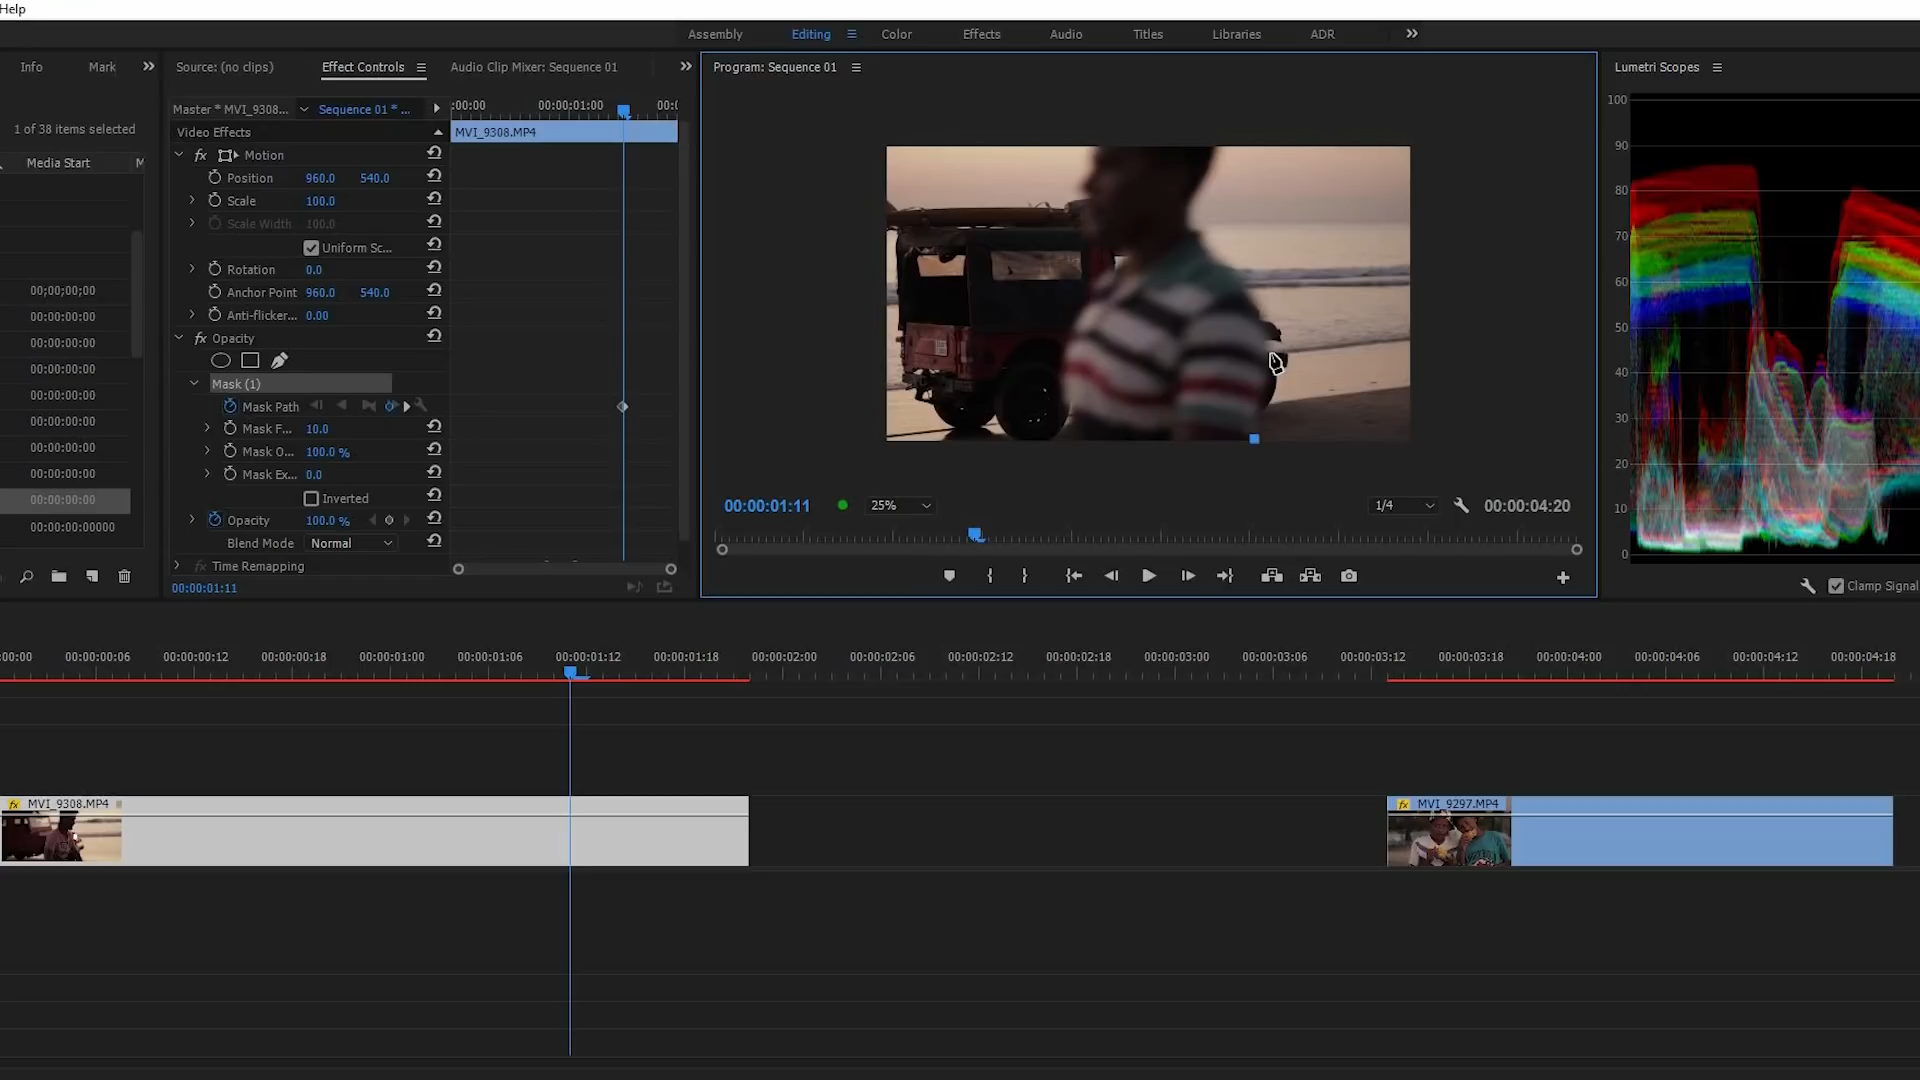 Help
Assembly Editing Color Effects Audio Titles Libraries ADR
Info Mark Source: (no clips) Effect Controls Audio Clip Mixer: Sequence 01 Program: Sequence 01 Lumetri Scopes
Master * MVI_9308... Sequence 01 * ... :00:00 00:00:01:00 00:(
1 of 38 items selected
Video Effects MVI_9308.MP4
Media Start M
Motion
Position 960.0 540.0
Scale 100.0
Scale Width 100.0
Uniform Sc...
Rotation 0.0
Anchor Point 960.0 540.0
Anti-flicker... 0.00
Opacity
Mask (1)
Mask Path
Mask F... 10.0
Mask O... 100.0 %
Mask Ex... 0.0
Inverted
Opacity 100.0 %
Blend Mode Normal
Time Remapping
00:00:01:11
00;00;00;00
00:00:00:00
00:00:00:00
00:00:00:00
00:00:00:00
00:00:00:00
00:00:00:00
00:00:00:00
00:00:00:00
00:00:00:00000
00:00:01:11 25% 1/4 00:00:04:20
100
90
80
70
60
50
40
30
20
10
0
Clamp Signal
:00:00 00:00:00:06 00:00:00:12 00:00:00:18 00:00:01:00 00:00:01:06 00:00:01:12 00:00:01:18 00:00:02:00 00:00:02:06 00:00:02:12 00:00:02:18 00:00:03:00 00:00:03:06 00:00:03:12 00:00:03:18 00:00:04:00 00:00:04:06 00:00:04:12 00:00:04:18
fx MVI_9308.MP4 fx MVI_9297.MP4